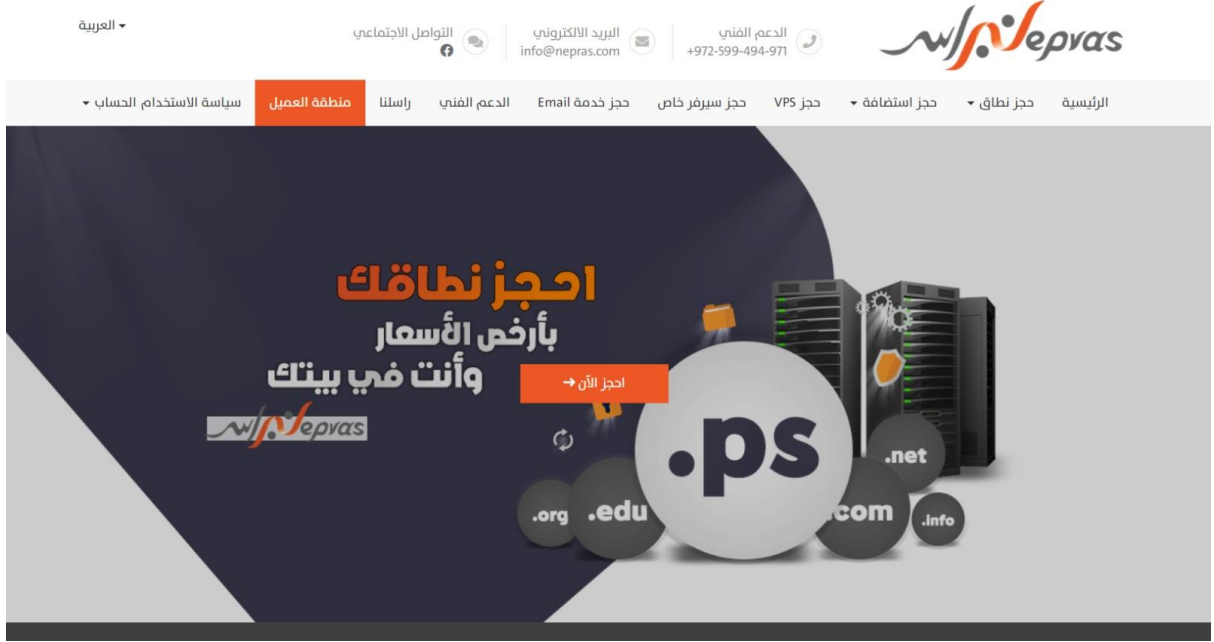 نبراس Nepras
الدعم الفني
+972-599-494-971
البريد الالكتروني
info@nepras.com
التواصل الاجتماعي
العربية
الرئيسية
حجز نطاق
حجز استضافة
حجز VPS
حجز سيرفر خاص
حجز خدمة Email
الدعم الفني
راسلنا
منطقة العميل
سياسة الاستخدام
الحساب
احجز نطاقك
بأرخص الأسعار
وأنت في بيتك
احجز الآن
نبراس Nepras
.ps
.net
.org
.edu
.com
.info